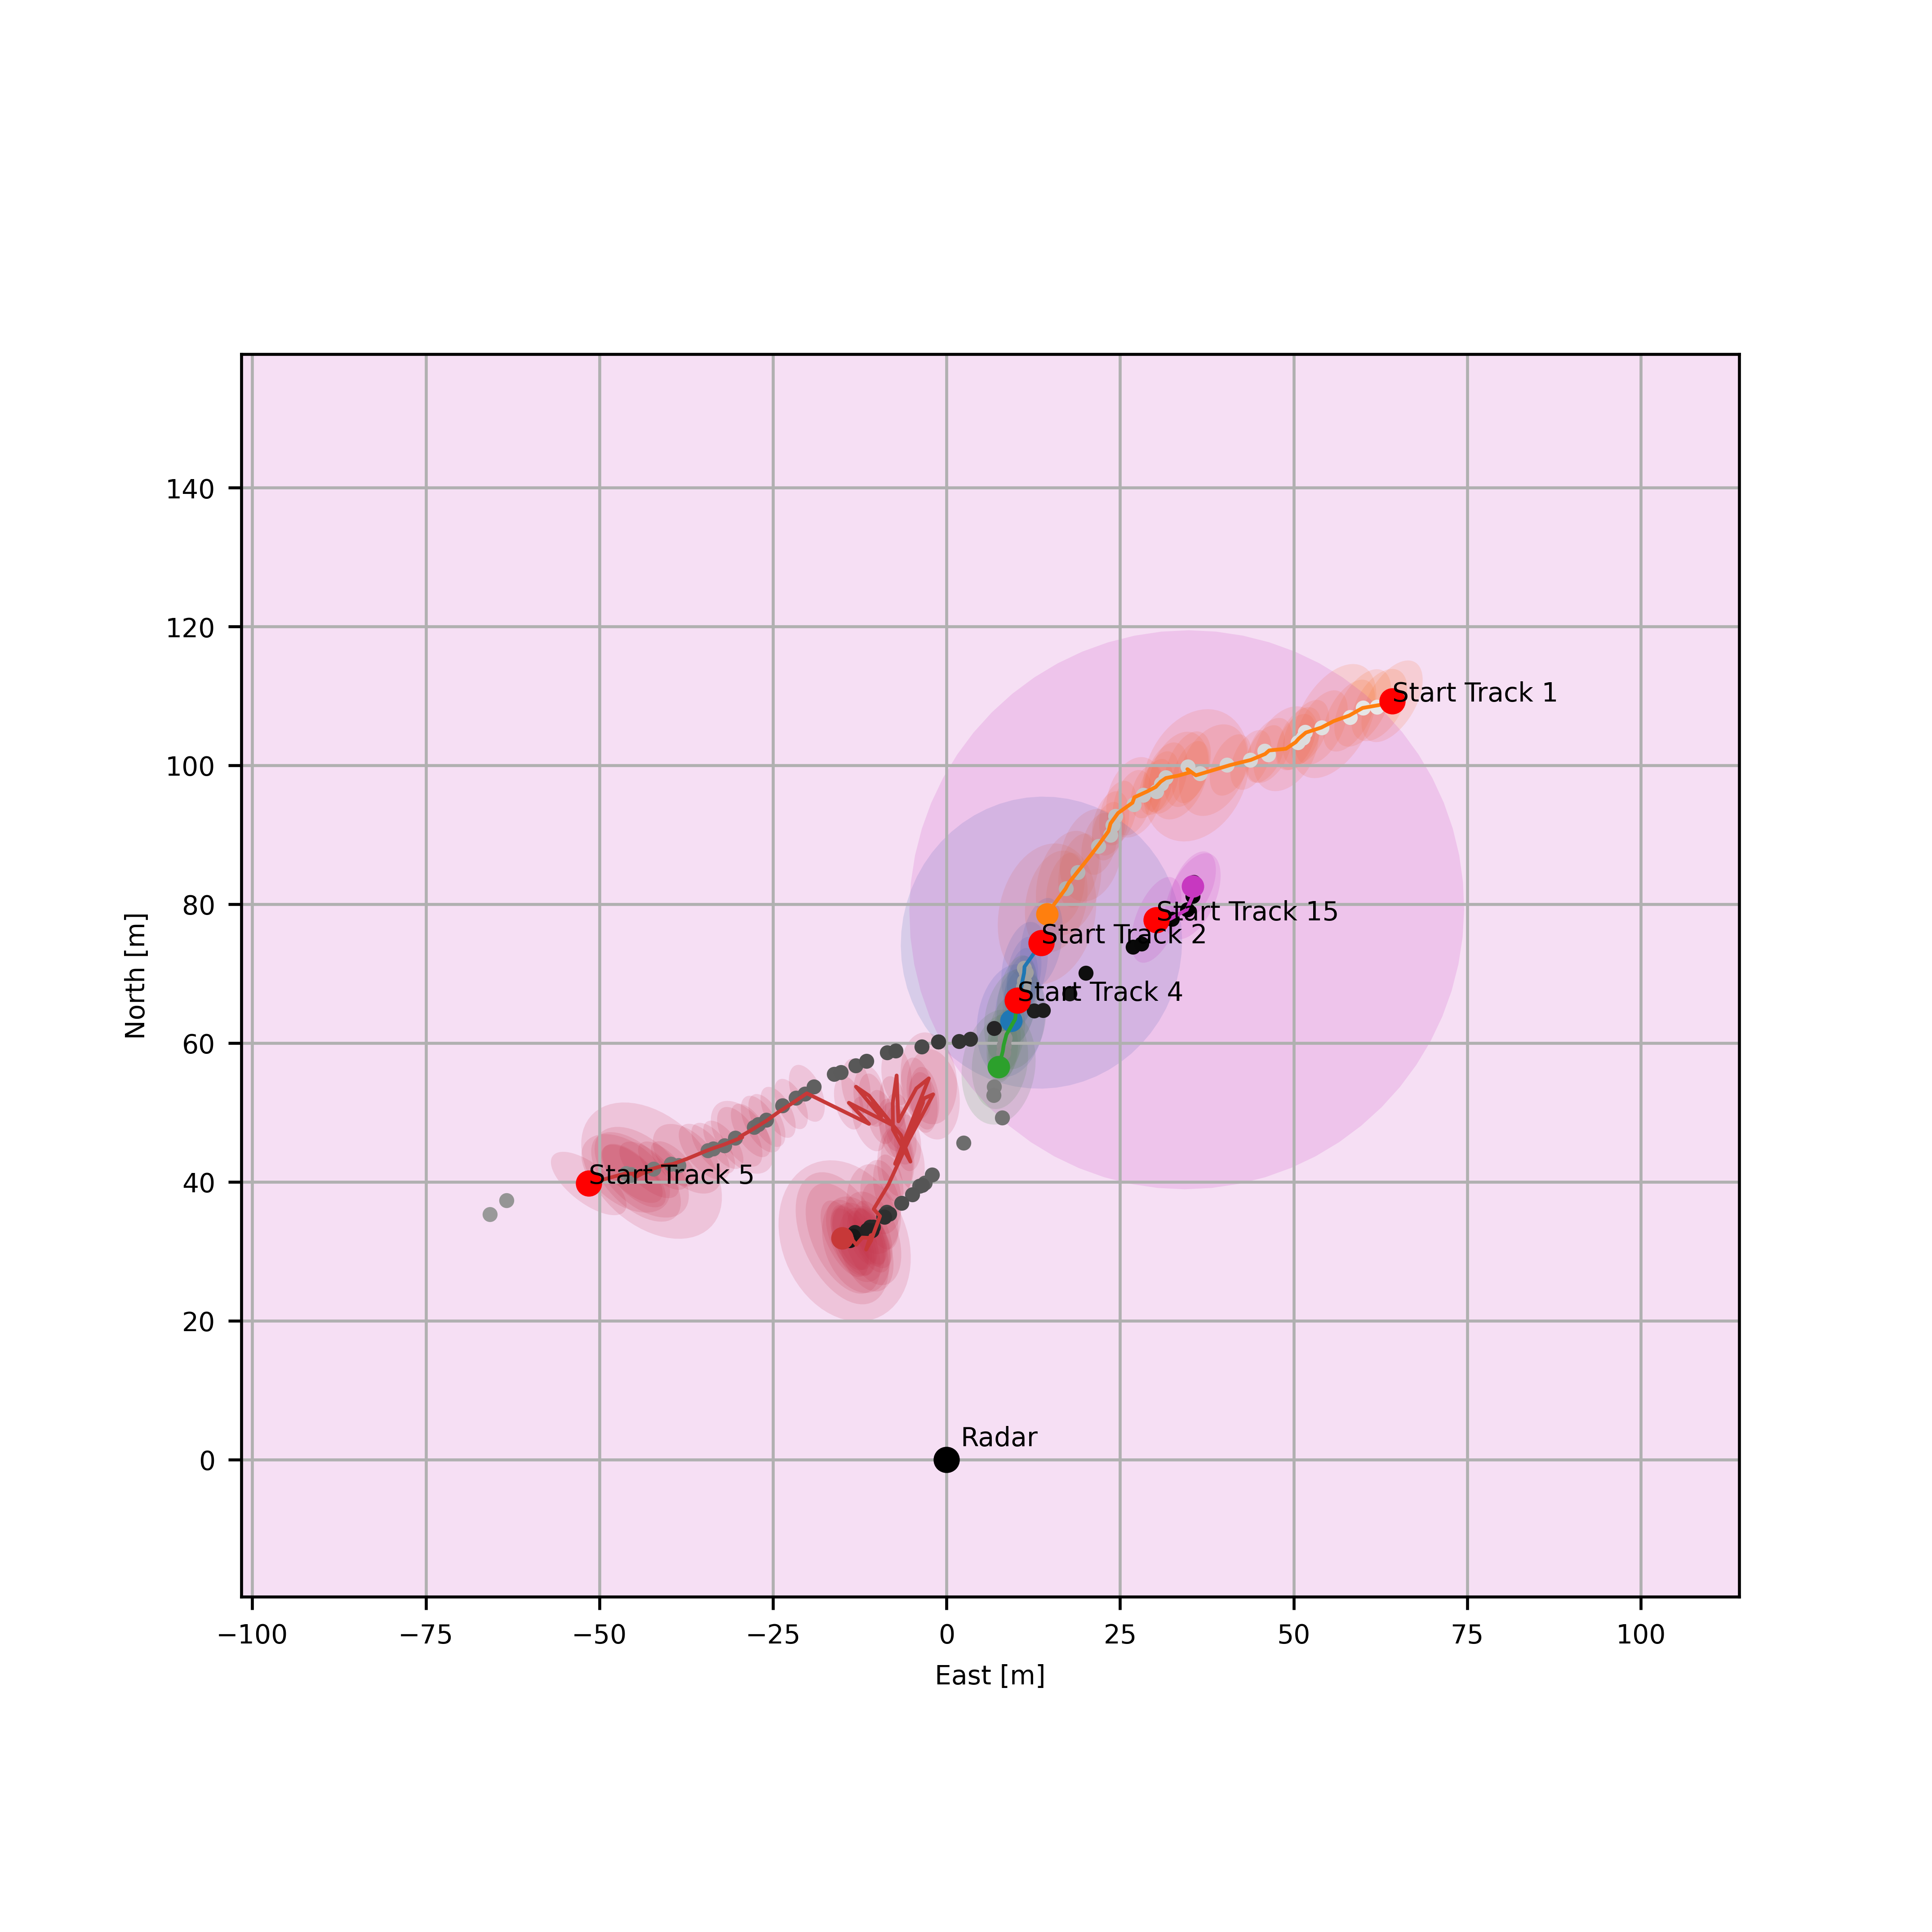 140
120
100
80
60
40
20
0
North [m]
Start Track 1
Start Track 15
Start Track 2
Start Track 4
Start Track 5
Radar
−100 −75 −50 −25 0 25 50 75 100
East [m]